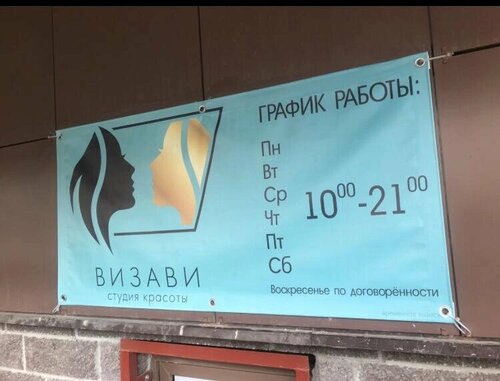 ГРАФИК РАБОТЫ:
Пн
Вт
Ср
Чт
Пт
Сб
10⁰⁰-21⁰⁰
Воскресенье по договорённости
ВИЗАВИ
студия красоты